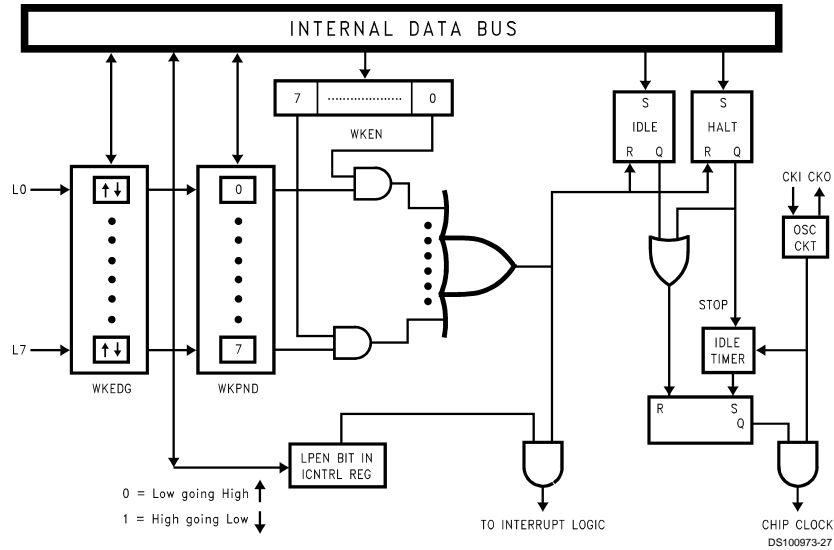 INTERNAL DATA BUS
7 0
WKEN
S
IDLE
R Q
S
HALT
R Q
CKI CKO
OSC
CKT
L0
0
L7
7
WKEDG
WKPND
STOP
IDLE
TIMER
R S
Q
LPEN BIT IN
ICNTRL REG
0 = Low going High
1 = High going Low
TO INTERRUPT LOGIC
CHIP CLOCK
DS100973-27